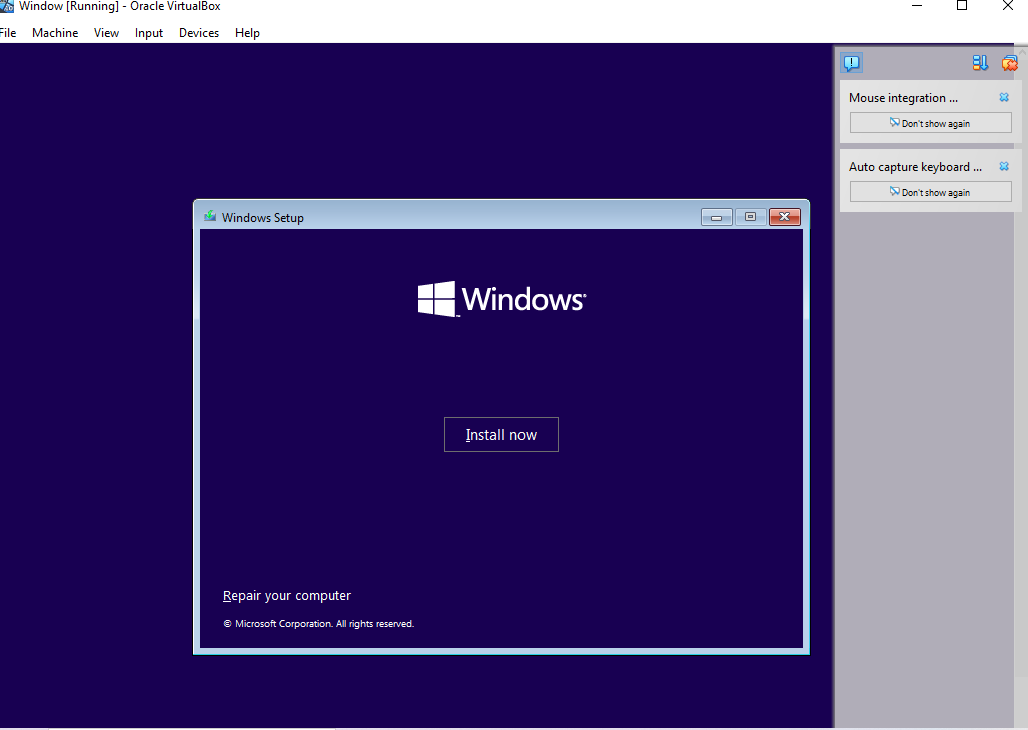 Window [Running] - Oracle VirtualBox
File Machine View Input Devices Help
Mouse integration ...
Don't show again
Auto capture keyboard ...
Don't show again
Windows Setup
Windows
Install now
Repair your computer
© Microsoft Corporation. All rights reserved.